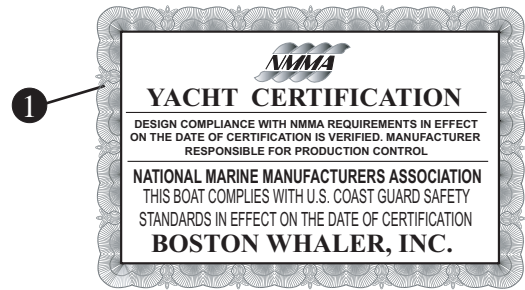 NMMA
1
YACHT CERTIFICATION
DESIGN COMPLIANCE WITH NMMA REQUIREMENTS IN EFFECT
ON THE DATE OF CERTIFICATION IS VERIFIED. MANUFACTURER
RESPONSIBLE FOR PRODUCTION CONTROL
NATIONAL MARINE MANUFACTURERS ASSOCIATION
THIS BOAT COMPLIES WITH U.S. COAST GUARD SAFETY
STANDARDS IN EFFECT ON THE DATE OF CERTIFICATION
BOSTON WHALER, INC.